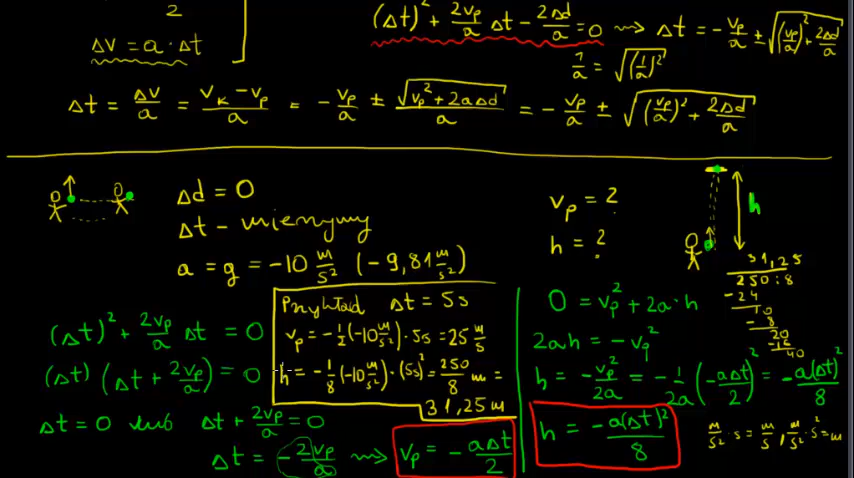 2
Δv = a · Δt
(Δt)² + 2vₚ/a Δt − 2Δd/a = 0 ⇝ Δt = − vₚ/a ± √((vₚ/a)² + 2Δd/a)
1/a = √((1/a)²)
Δt = Δv/a = (vₖ − vₚ)/a = − vₚ/a ± √(vₚ² + 2aΔd)/a = − vₚ/a ± √((vₚ/a)² + 2Δd/a)
Δd = 0
Δt - mierzymy
a = g = −10 m/s² (−9,81 m/s²)
vₚ = ?
h = ?
h
31,25
250 : 8
−24
10
− 8
20
−16
40
(Δt)² + 2vₚ/a Δt = 0
(Δt) (Δt + 2vₚ/a) = 0
Δt = 0 lub Δt + 2vₚ/a = 0
Δt = − 2vₚ/a ⇝ vₚ = − aΔt/2
Przykład Δt = 5s
vₚ = −1/2 (−10 m/s²) · 5s = 25 m/s
h = −1/8 (−10 m/s²) · (5s)² = 250/8 m =
31,25 m
0 = vₚ² + 2a · h
2ah = − vₚ²
h = − vₚ²/2a = − 1/2a (− aΔt/2)² = − a(Δt)²/8
h = − a(Δt)²/8
m/s² · s = m/s , m/s² · s² = m